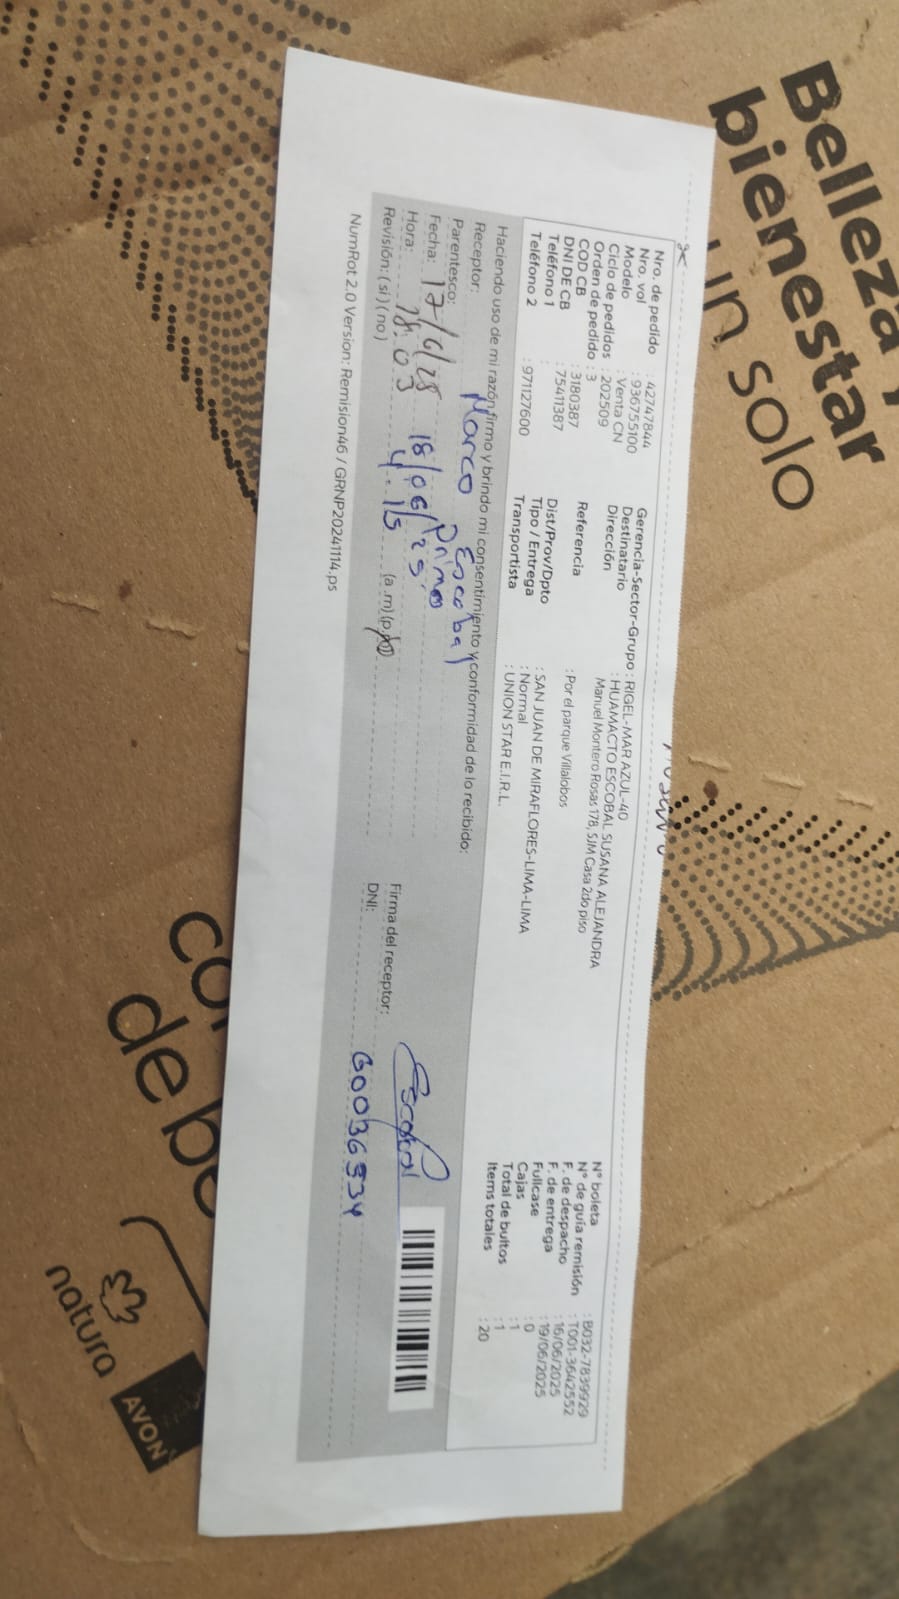 Belleza y
bienestar
un solo
Nro. de pedido : 42747844
Nro. vol : 936755100
Modelo : Venta CN
Ciclo de pedidos : 202509
Orden de pedido : 3
COD CB : 3180387
DNI DE CB : 75411387
Teléfono 1 :
Teléfono 2 : 971127600
Gerencia-Sector-Grupo : RIGEL-MAR AZUL-40
Destinatario : HUAMACTO ESCOBAL SUSANA ALEJANDRA
Dirección Manuel Montero Rosas 178, SJM Casa 2do piso
Referencia : Por el parque Villalobos
Dist/Prov/Dpto : SAN JUAN DE MIRAFLORES-LIMA-LIMA
Tipo / Entrega : Normal
Transportista : UNION STAR E.I.R.L.
N° boleta : B032-7839929
N° de guía remisión : T001-3642552
F. de despacho : 16/06/2025
F. de entrega : 19/06/2025
Fullcase : 0
Cajas : 1
Total de bultos : 1
Items totales : 20
Haciendo uso de mi razón firmo y brindo mi consentimiento y conformidad de lo recibido:
Receptor: Marco Escobal
Parentesco: Primo
Fecha: 17/6/25 18/06/25
Hora: 18:03 4:15 (a.m)(p.m)
Revisión: (si) (no)
Firma del receptor: Escobal
DNI: 60036934
NumRot 2.0 Version: Remision46 / GRNP20241114.ps
de
natura
AVON